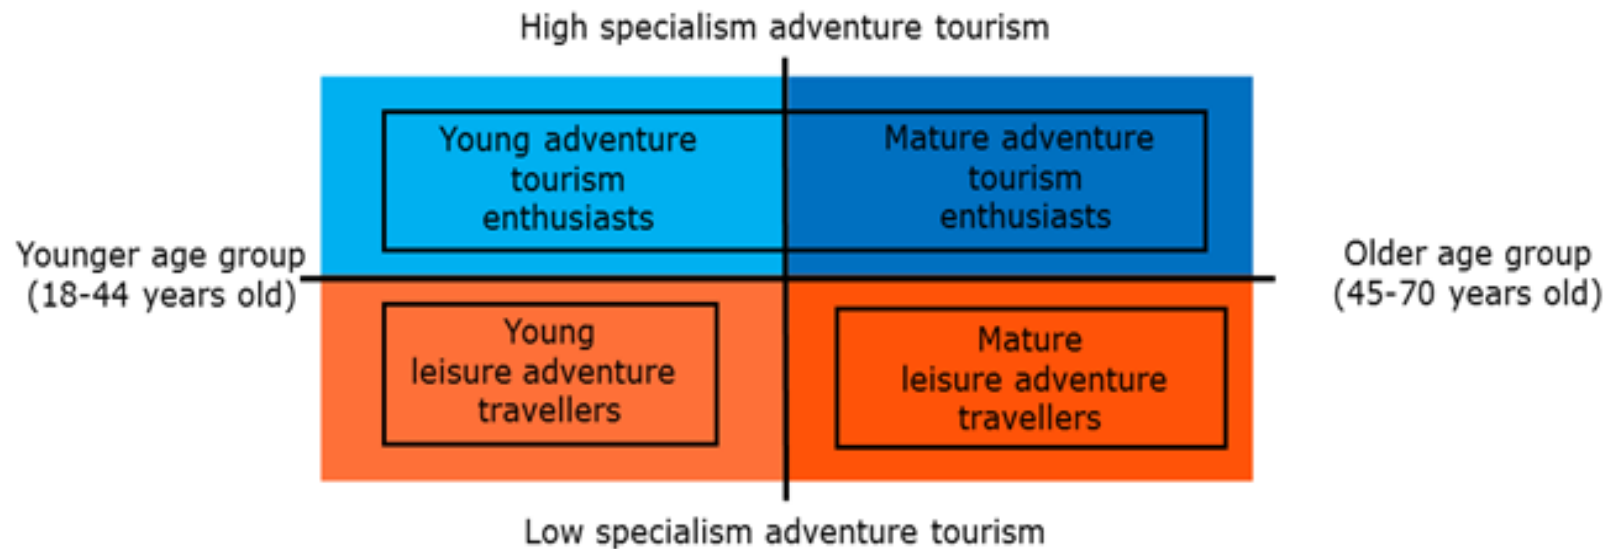 High specialism adventure tourism
Young adventure
tourism
enthusiasts
Mature adventure
tourism
enthusiasts
Younger age group
(18-44 years old)
Older age group
(45-70 years old)
Young
leisure adventure
travellers
Mature
leisure adventure
travellers
Low specialism adventure tourism